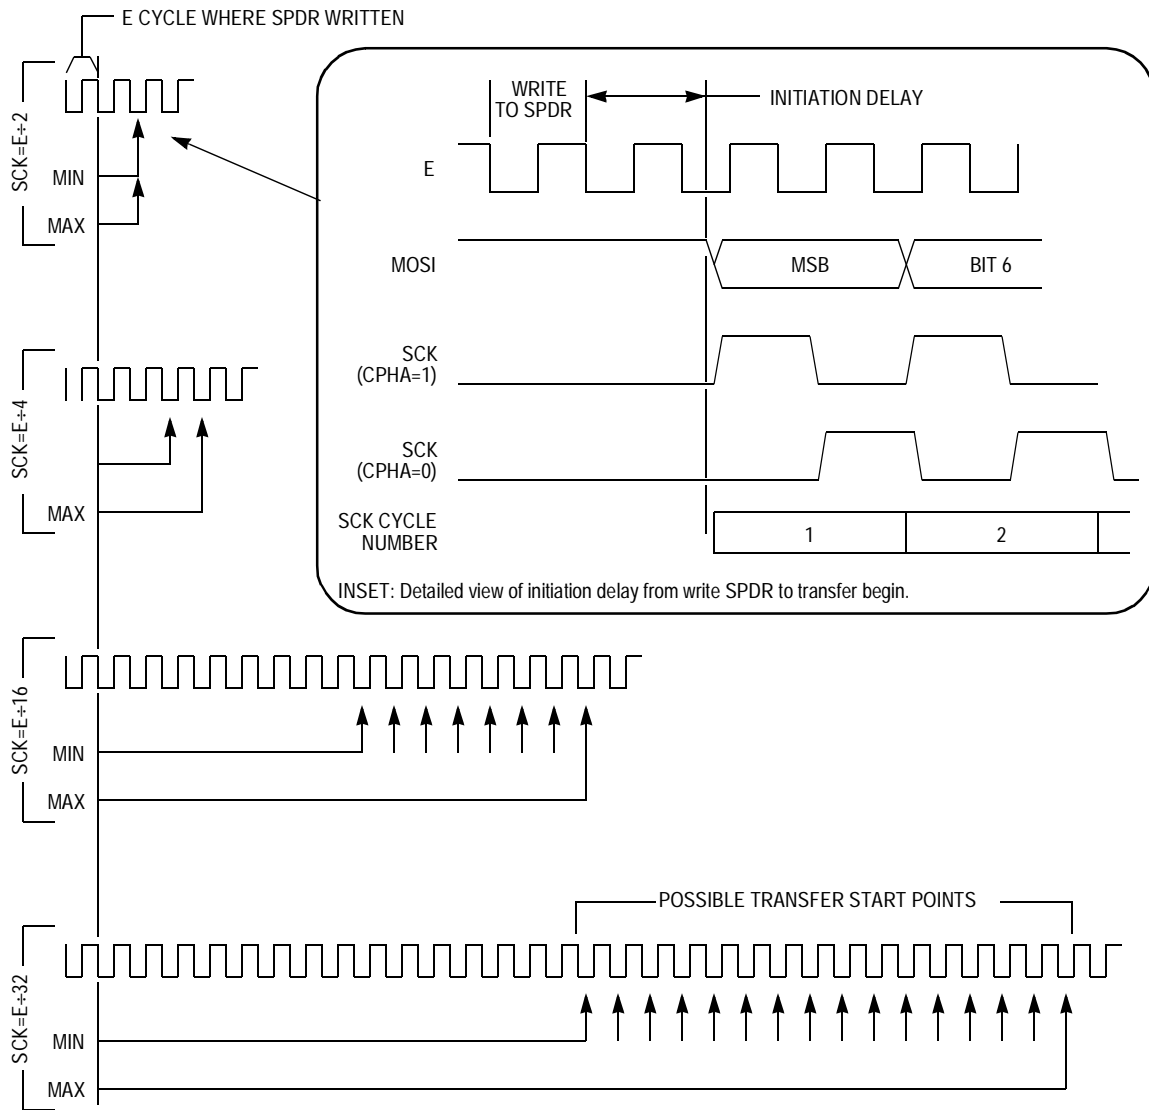 E CYCLE WHERE SPDR WRITTEN
SCK=E÷2
MIN
MAX
WRITE
TO SPDR
INITIATION DELAY
E
MOSI
MSB
BIT 6
SCK
(CPHA=1)
SCK
(CPHA=0)
SCK CYCLE
NUMBER
1
2
INSET: Detailed view of initiation delay from write SPDR to transfer begin.
SCK=E÷4
MAX
SCK=E÷16
MIN
MAX
POSSIBLE TRANSFER START POINTS
SCK=E÷32
MIN
MAX